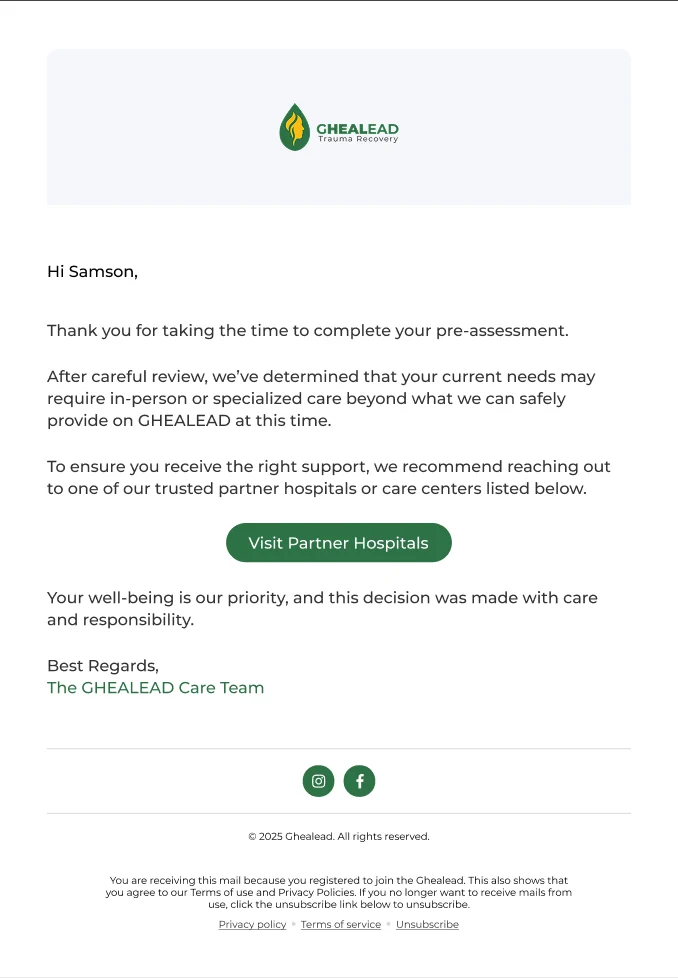 GHEALEAD
Trauma Recovery
Hi Samson,
Thank you for taking the time to complete your pre-assessment.
After careful review, we’ve determined that your current needs may
require in-person or specialized care beyond what we can safely
provide on GHEALEAD at this time.
To ensure you receive the right support, we recommend reaching out
to one of our trusted partner hospitals or care centers listed below.
Visit Partner Hospitals
Your well-being is our priority, and this decision was made with care
and responsibility.
Best Regards,
The GHEALEAD Care Team
© 2025 Ghealead. All rights reserved.
You are receiving this mail because you registered to join the Ghealead. This also shows that
you agree to our Terms of use and Privacy Policies. If you no longer want to receive mails from
use, click the unsubscribe link below to unsubscribe.
Privacy policy • Terms of service • Unsubscribe